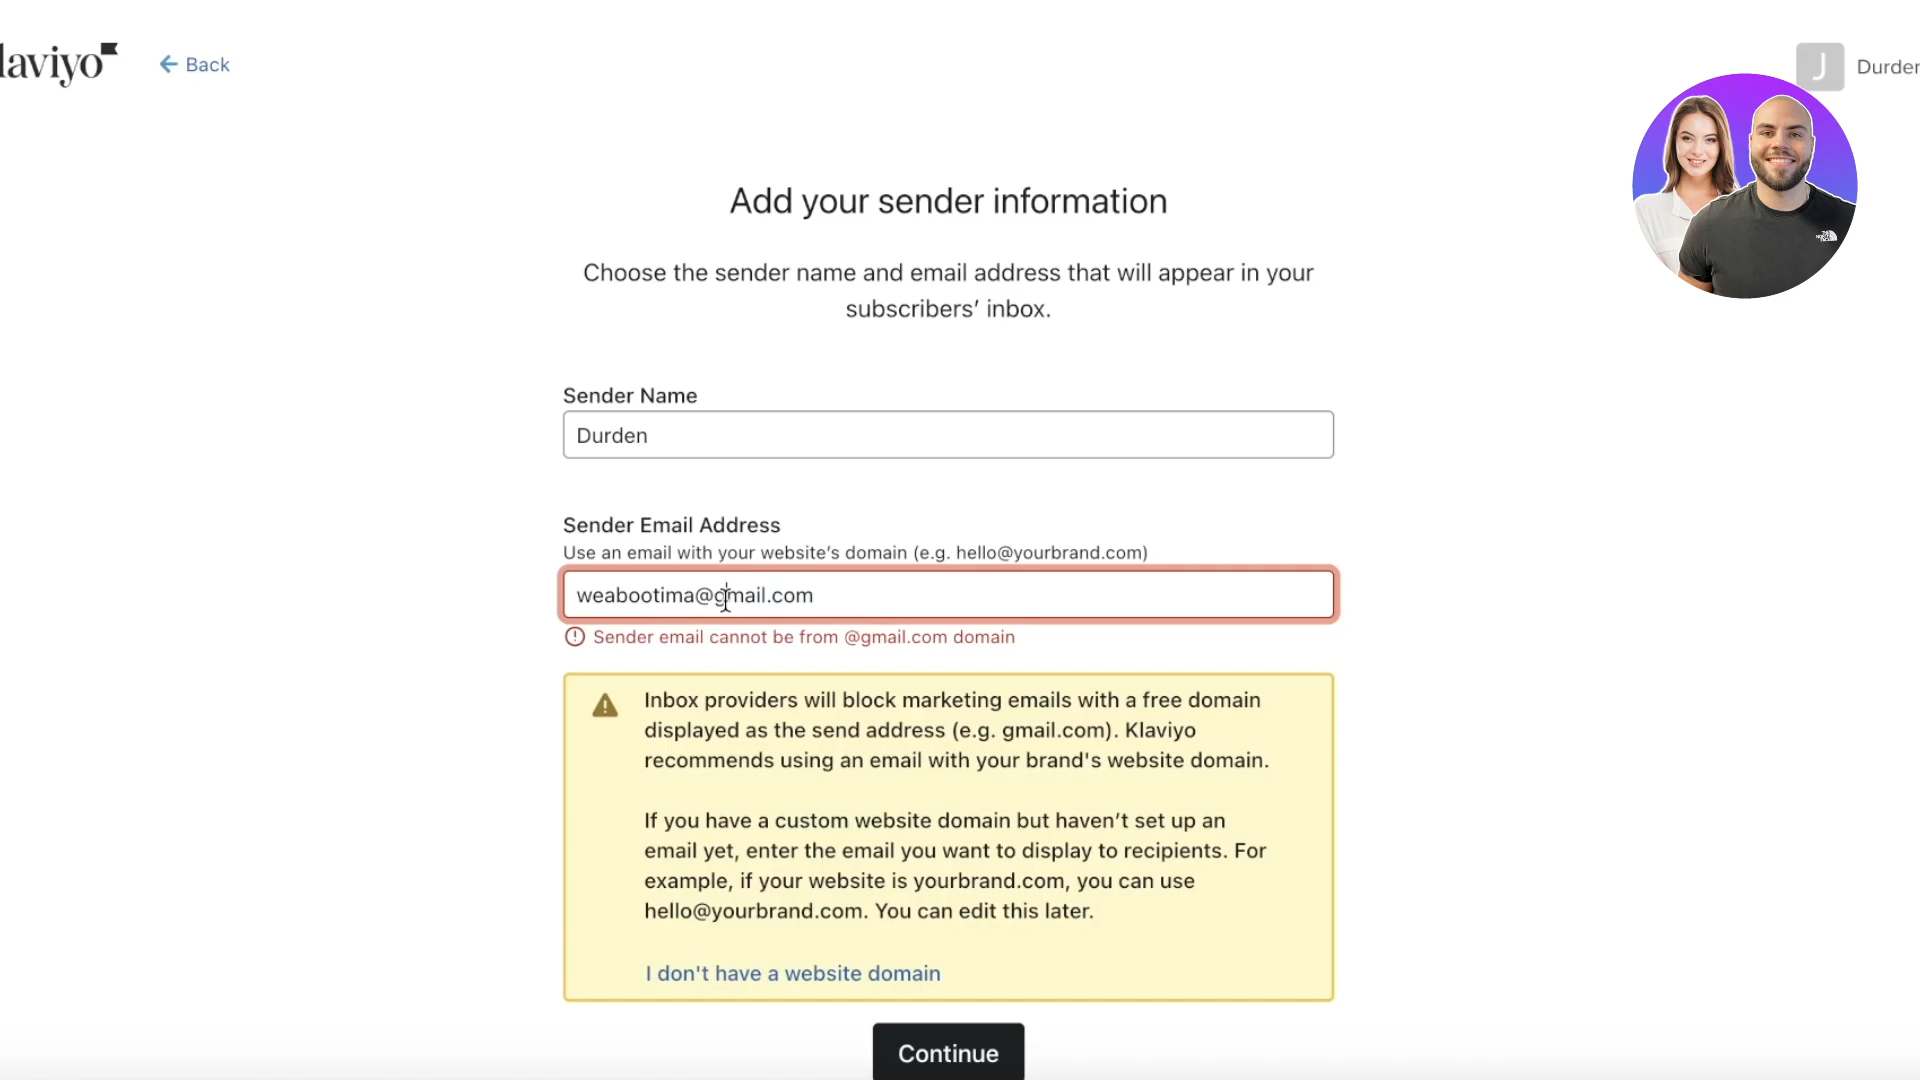 laviyo
Back
J
Durden
THE NORTH FACE
Add your sender information
Choose the sender name and email address that will appear in your
subscribers’ inbox.
Sender Name
Durden
Sender Email Address
Use an email with your website’s domain (e.g. hello@yourbrand.com)
weabootima@gmail.com
Sender email cannot be from @gmail.com domain
Inbox providers will block marketing emails with a free domain
displayed as the send address (e.g. gmail.com). Klaviyo
recommends using an email with your brand's website domain.
If you have a custom website domain but haven’t set up an
email yet, enter the email you want to display to recipients. For
example, if your website is yourbrand.com, you can use
hello@yourbrand.com. You can edit this later.
I don't have a website domain
Continue